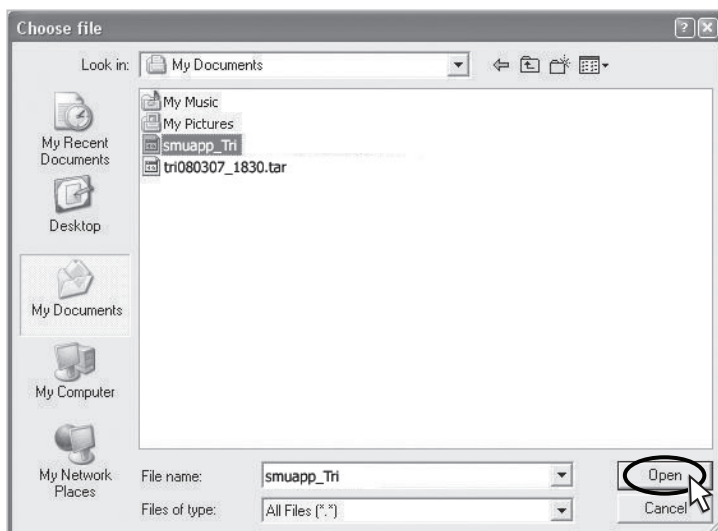 Choose file
Look in:
My Documents
My Recent
Documents
Desktop
My Documents
My Computer
My Network
Places
My Music
My Pictures
smuapp_Tri
tri080307_1830.tar
File name:
smuapp_Tri
Open
Files of type:
All Files (*.*)
Cancel